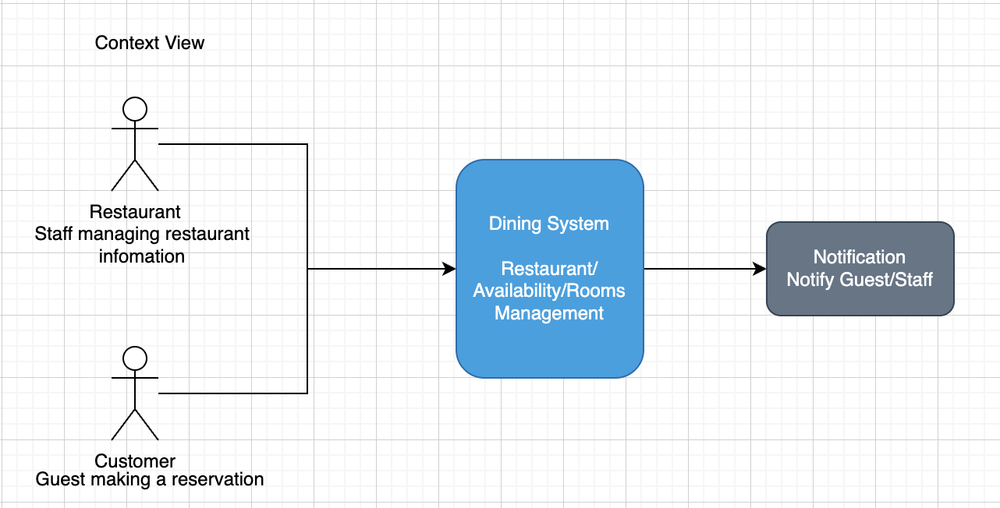 Context View
Restaurant
Staff managing restaurant
infomation
Dining System
Restaurant/
Availability/Rooms
Management
Notification
Notify Guest/Staff
Customer
Guest making a reservation